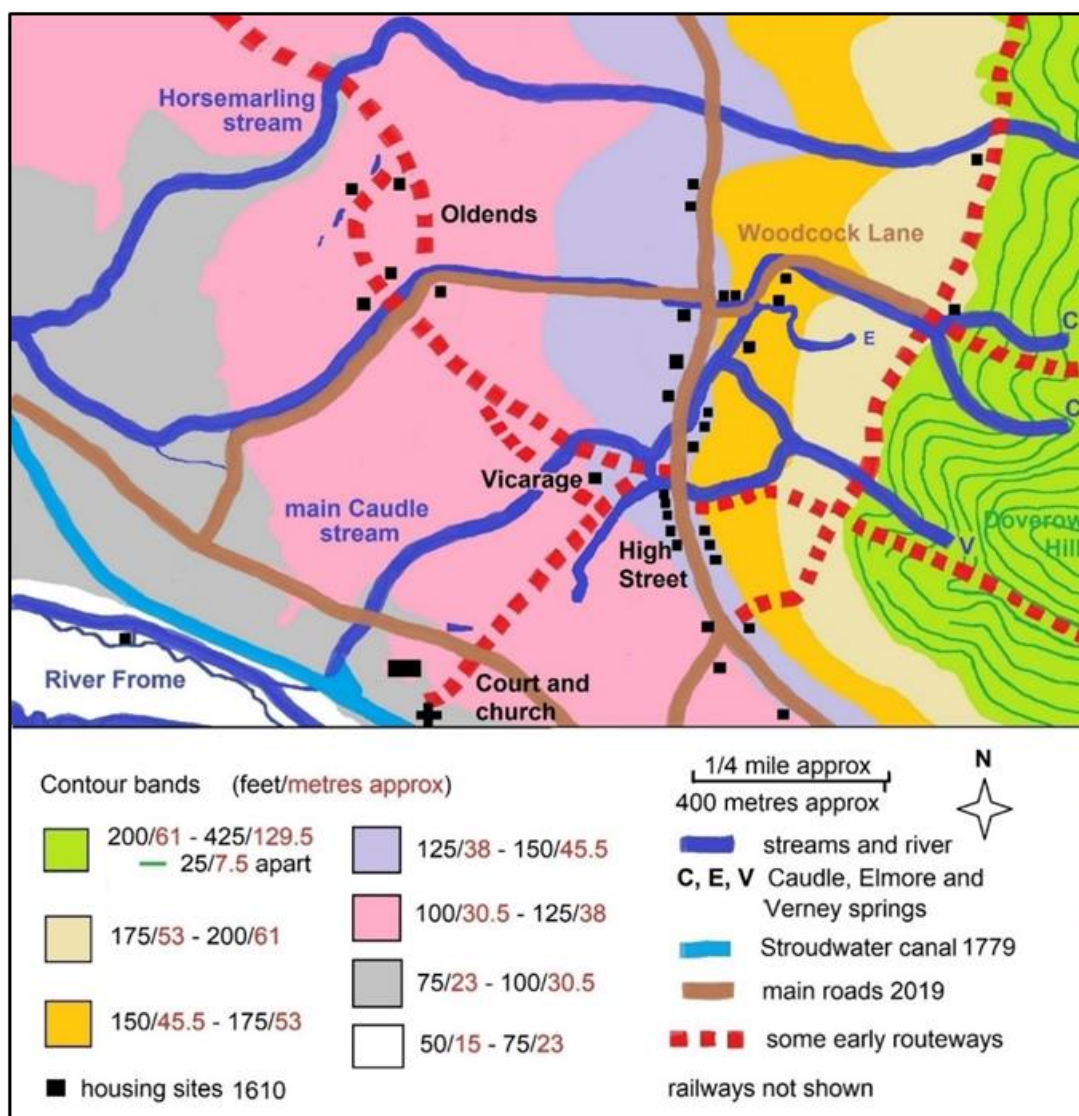 Horsemarling
stream
Oldends
Woodcock Lane
E
C
C
Vicarage
main Caudle
stream
High
Street
V
Doverow
Hill
River Frome
Court and
church
Contour bands (feet/metres approx)
200/61 - 425/129.5
25/7.5 apart
175/53 - 200/61
150/45.5 - 175/53
housing sites 1610
125/38 - 150/45.5
100/30.5 - 125/38
75/23 - 100/30.5
50/15 - 75/23
1/4 mile approx
400 metres approx
N
streams and river
C, E, V Caudle, Elmore and
Verney springs
Stroudwater canal 1779
main roads 2019
some early routeways
railways not shown